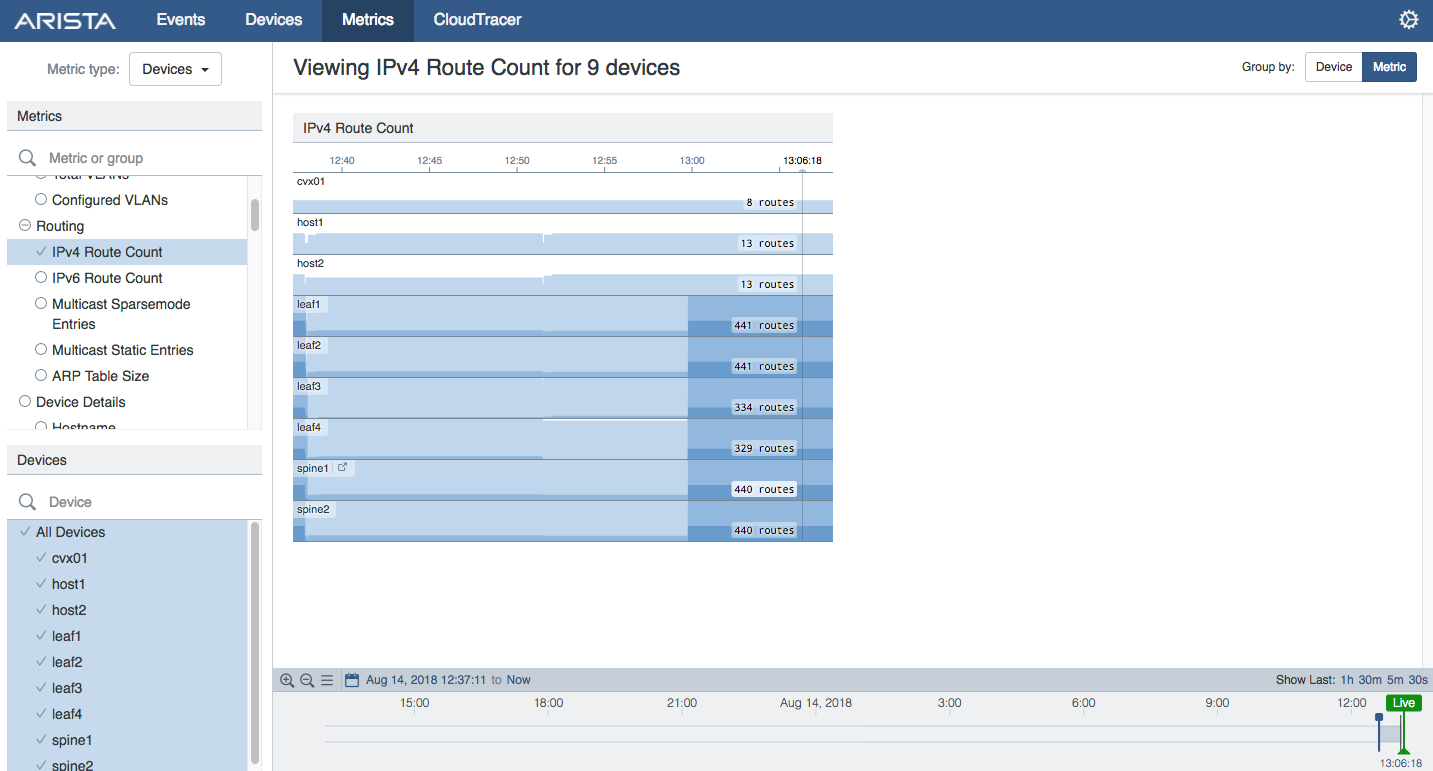 ARISTA Events Devices Metrics CloudTracer
Metric type: Devices
Viewing IPv4 Route Count for 9 devices
Group by: Device Metric
Metrics
Metric or group
Total VLANs
Configured VLANs
Routing
IPv4 Route Count
IPv6 Route Count
Multicast Sparsemode
Entries
Multicast Static Entries
ARP Table Size
Device Details
Hostname
Devices
Device
All Devices
cvx01
host1
host2
leaf1
leaf2
leaf3
leaf4
spine1
spine2
IPv4 Route Count
12:40 12:45 12:50 12:55 13:00 13:06:18
cvx01
8 routes
host1
13 routes
host2
13 routes
leaf1
441 routes
leaf2
441 routes
leaf3
334 routes
leaf4
329 routes
spine1
440 routes
spine2
440 routes
Aug 14, 2018 12:37:11 to Now
Show Last: 1h 30m 5m 30s
15:00 18:00 21:00 Aug 14, 2018 3:00 6:00 9:00 12:00 Live
13:06:18